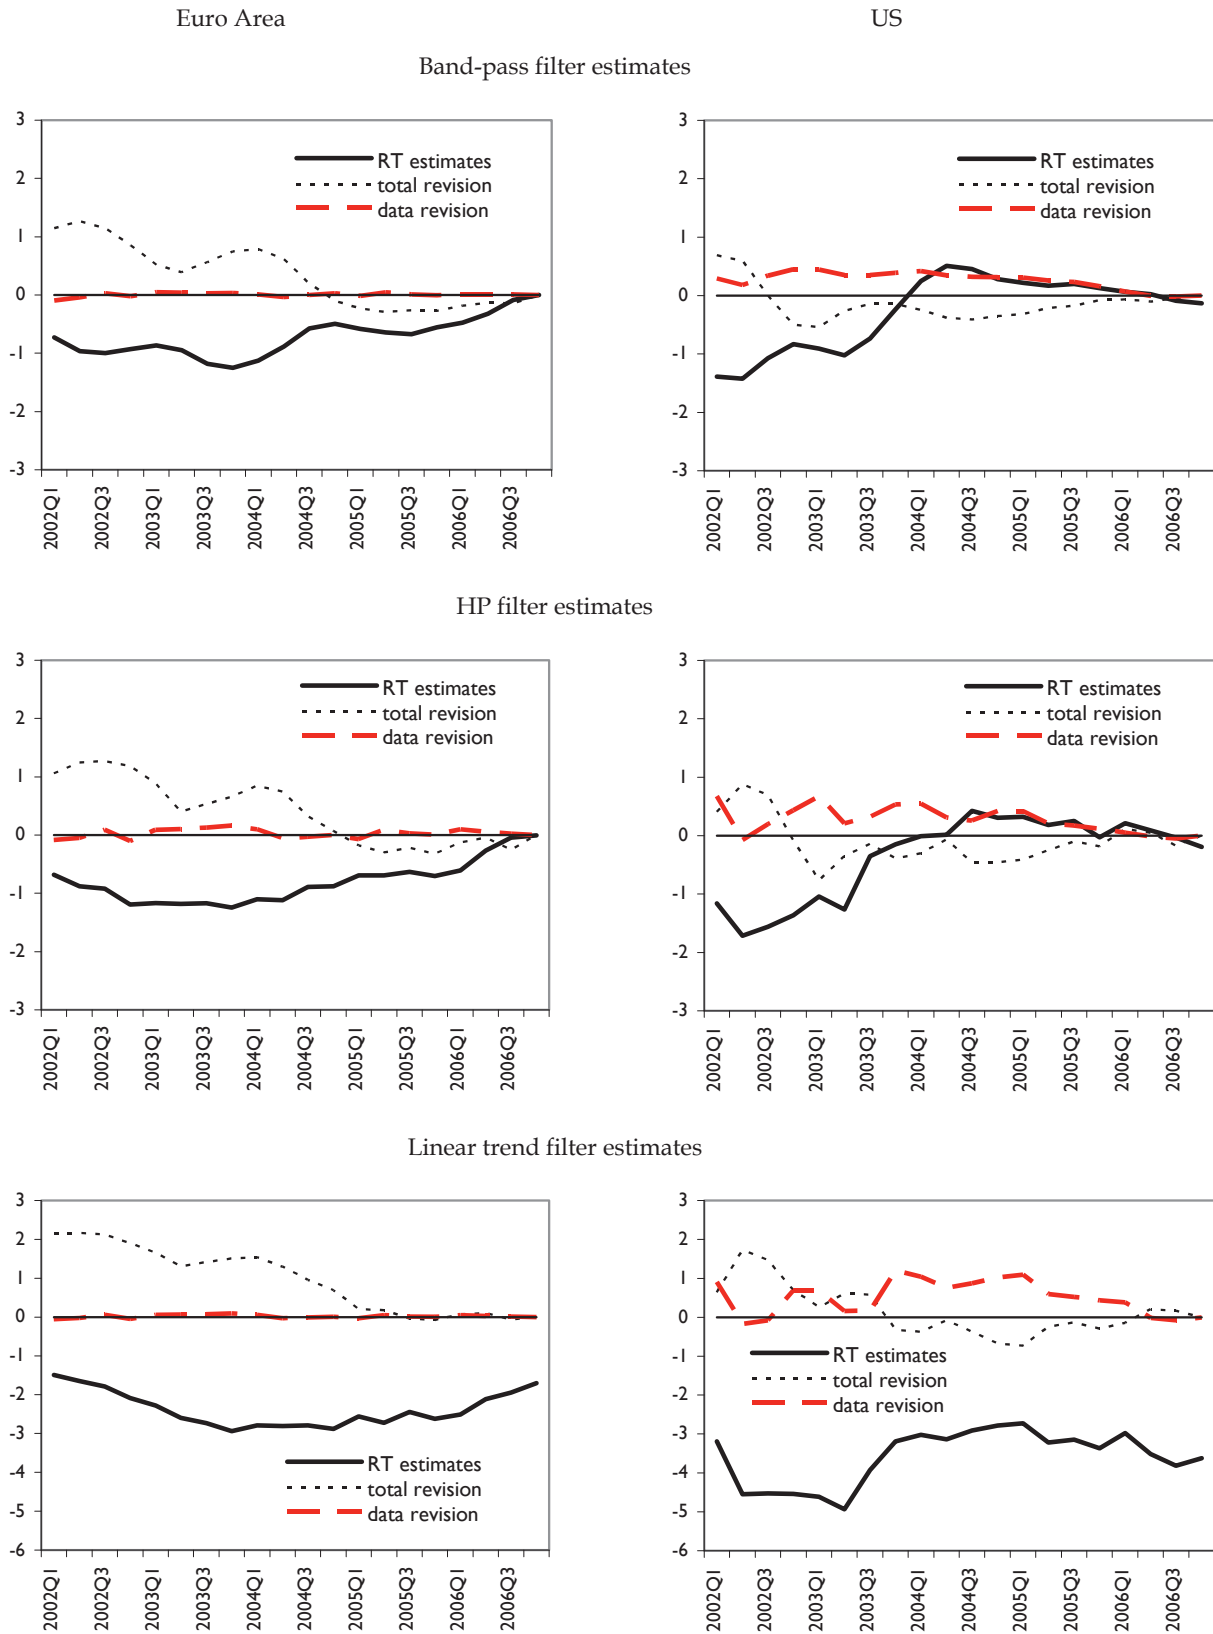 Euro Area
US
Band-pass filter estimates
3
2
1
0
-1
-2
-3
RT estimates
total revision
data revision
2002Q1
2002Q3
2003Q1
2003Q3
2004Q1
2004Q3
2005Q1
2005Q3
2006Q1
2006Q3
3
2
1
0
-1
-2
-3
RT estimates
total revision
data revision
2002Q1
2002Q3
2003Q1
2003Q3
2004Q1
2004Q3
2005Q1
2005Q3
2006Q1
2006Q3
HP filter estimates
3
2
1
0
-1
-2
-3
RT estimates
total revision
data revision
2002Q1
2002Q3
2003Q1
2003Q3
2004Q1
2004Q3
2005Q1
2005Q3
2006Q1
2006Q3
3
2
1
0
-1
-2
-3
RT estimates
total revision
data revision
2002Q1
2002Q3
2003Q1
2003Q3
2004Q1
2004Q3
2005Q1
2005Q3
2006Q1
2006Q3
Linear trend filter estimates
3
2
1
0
-1
-2
-3
-4
-5
-6
RT estimates
total revision
data revision
2002Q1
2002Q3
2003Q1
2003Q3
2004Q1
2004Q3
2005Q1
2005Q3
2006Q1
2006Q3
3
2
1
0
-1
-2
-3
-4
-5
-6
RT estimates
total revision
data revision
2002Q1
2002Q3
2003Q1
2003Q3
2004Q1
2004Q3
2005Q1
2005Q3
2006Q1
2006Q3